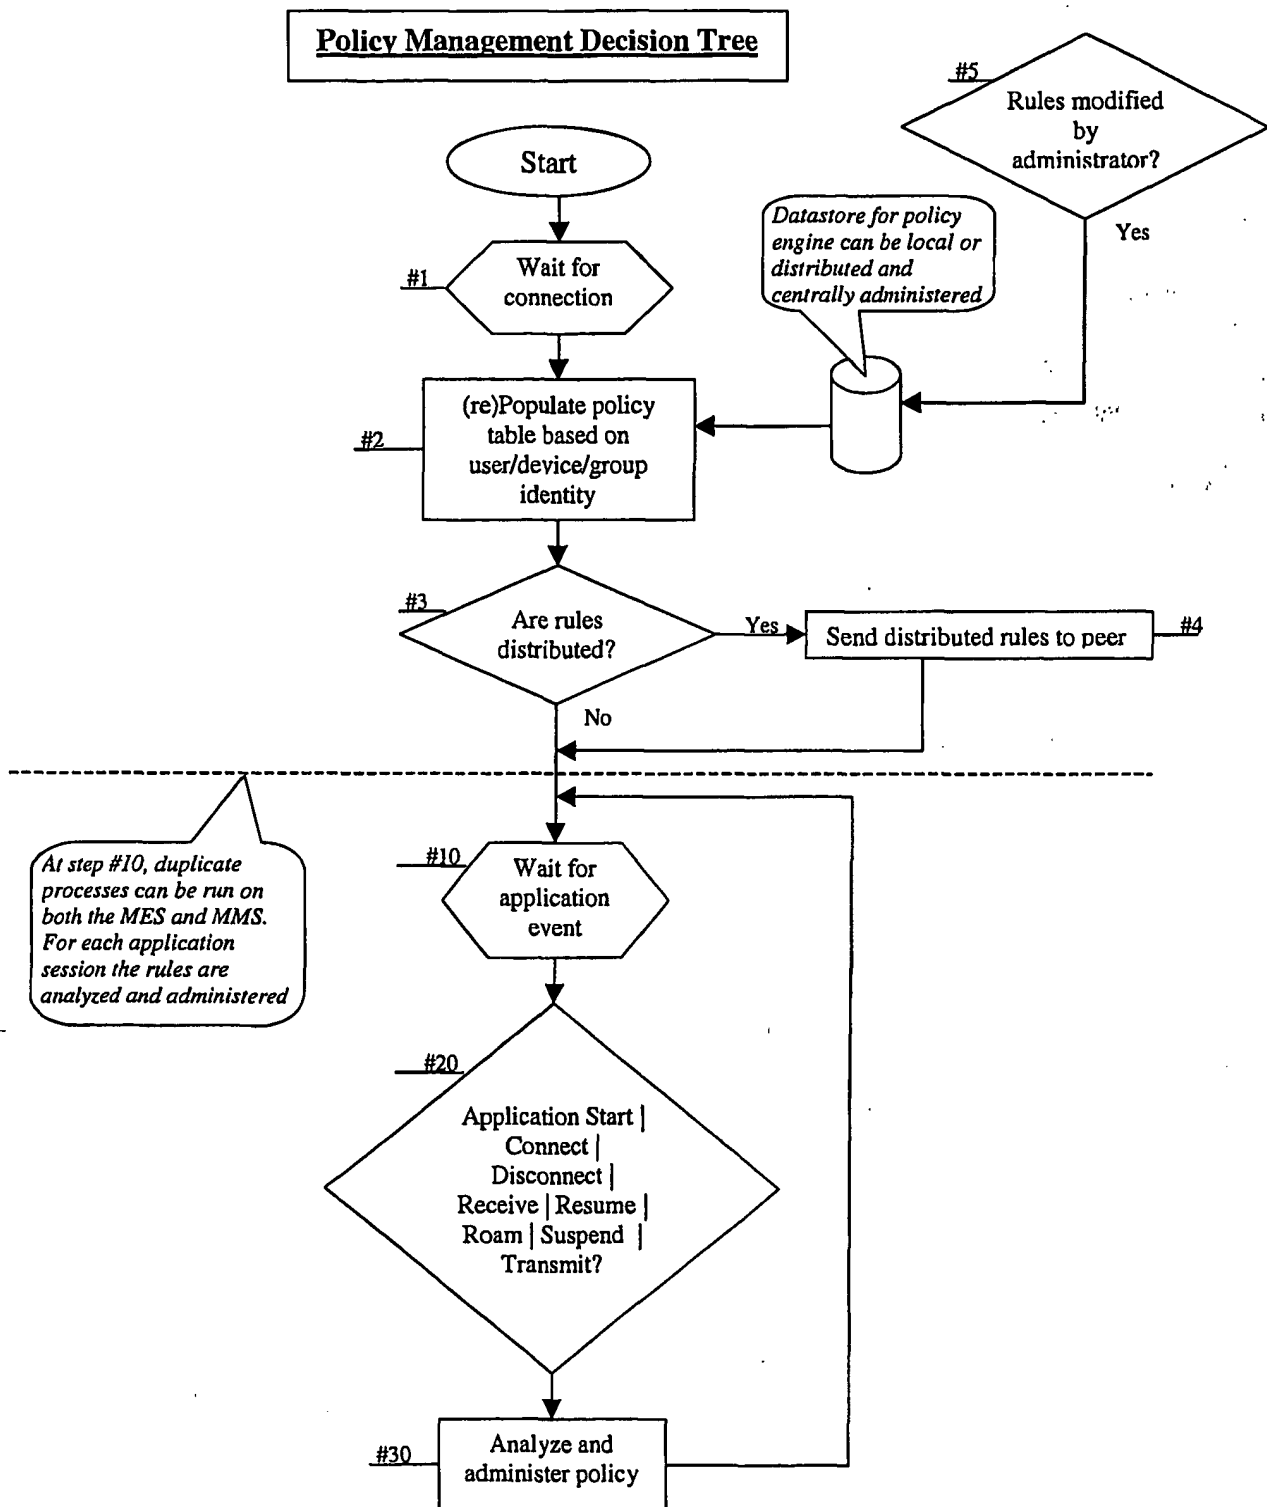 Policy Management Decision Tree
#5
Rules modified
by
administrator?
Yes
Start
Datastore for policy
engine can be local or
distributed and
centrally administered
#1
Wait for
connection
#2
(re)Populate policy
table based on
user/device/group
identity
#3
Are rules
distributed?
Yes
Send distributed rules to peer
#4
No
At step #10, duplicate
processes can be run on
both the MES and MMS.
For each application
session the rules are
analyzed and administered
#10
Wait for
application
event
#20
Application Start |
Connect |
Disconnect |
Receive | Resume |
Roam | Suspend |
Transmit?
#30
Analyze and
administer policy